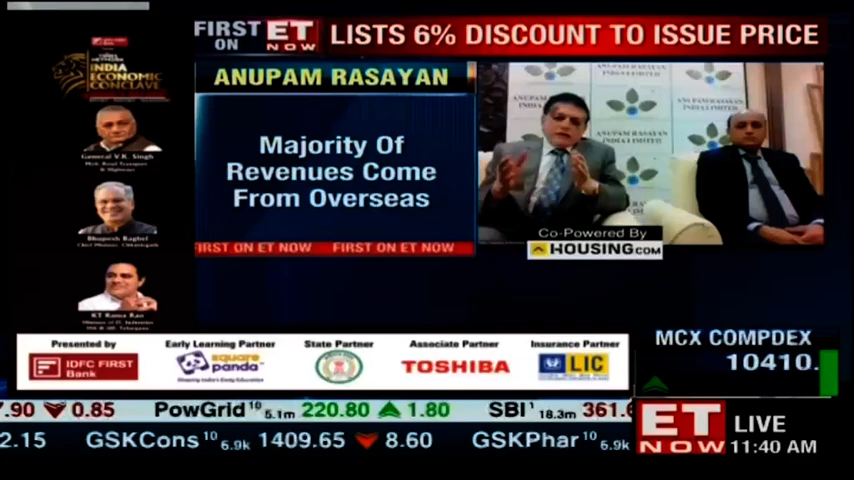 FIRST ON ET NOW
LISTS 6% DISCOUNT TO ISSUE PRICE
INDIA
ECONOMIC
CONCLAVE
General V.K. Singh
Bhupesh Baghel
KT Rama Rao
ANUPAM RASAYAN
Majority Of
Revenues Come
From Overseas
FIRST ON ET NOW FIRST ON ET NOW
ANUPAM RASAYAN
INDIA LIMITED
Co-Powered By
HOUSING.COM
Presented by
IDFC FIRST
Bank
Early Learning Partner
square
panda
State Partner
Associate Partner
TOSHIBA
Insurance Partner
LIC
MCX COMPDEX
10410.
7.90 0.85 PowGrid 10 5.1m 220.80 1.80 SBI 1 18.3m 361.6
2.15 GSKCons 10 6.9k 1409.65 8.60 GSKPhar 10 6.9k
ET
NOW
LIVE
11:40 AM